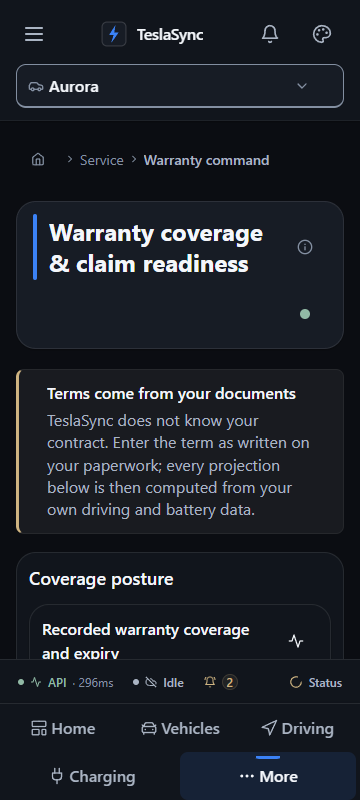 TeslaSync
Aurora
Service
Warranty command
Warranty coverage
& claim readiness
Terms come from your documents
TeslaSync does not know your
contract. Enter the term as written on
your paperwork; every projection
below is then computed from your
own driving and battery data.
Coverage posture
Recorded warranty coverage
and expiry
API · 296ms
Idle
2
Status
Home
Vehicles
Driving
Charging
More